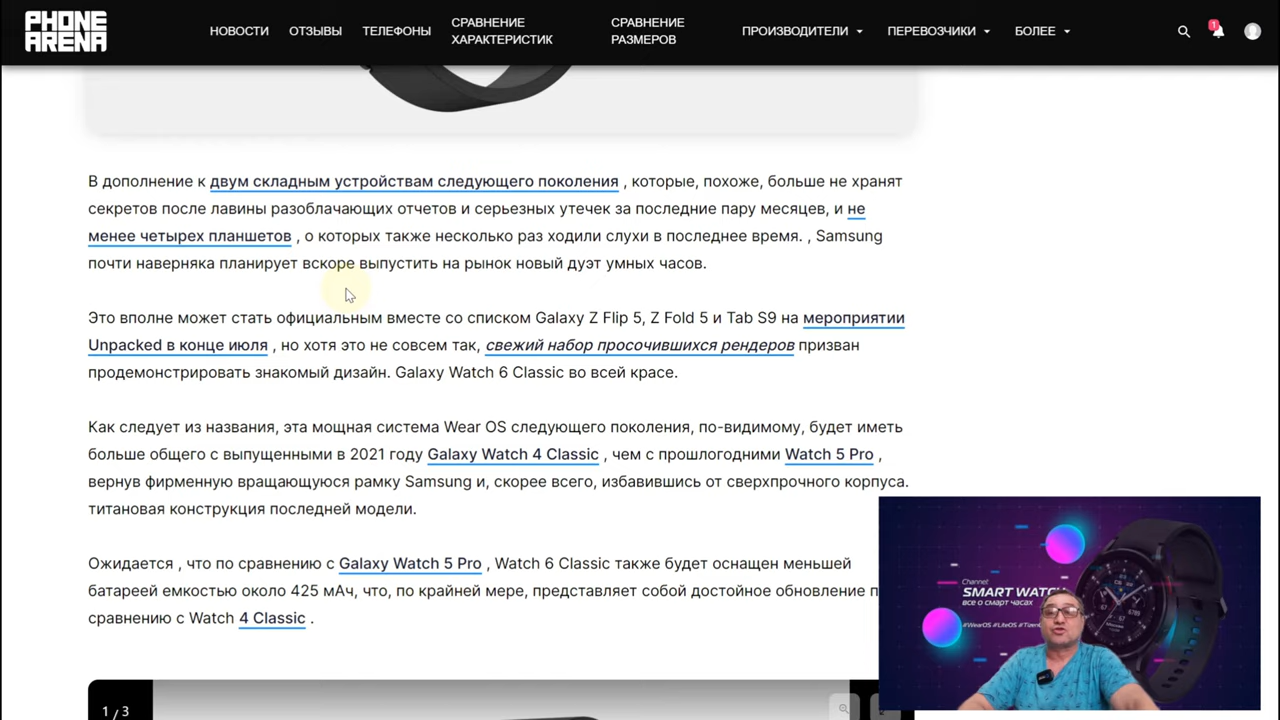 PHONE
ARENA
НОВОСТИ
ОТЗЫВЫ
ТЕЛЕФОНЫ
СРАВНЕНИЕ
ХАРАКТЕРИСТИК
СРАВНЕНИЕ
РАЗМЕРОВ
ПРОИЗВОДИТЕЛИ
ПЕРЕВОЗЧИКИ
БОЛЕЕ
1
В дополнение к двум складным устройствам следующего поколения , которые, похоже, больше не хранят
секретов после лавины разоблачающих отчетов и серьезных утечек за последние пару месяцев, и не
менее четырех планшетов , о которых также несколько раз ходили слухи в последнее время. , Samsung
почти наверняка планирует вскоре выпустить на рынок новый дуэт умных часов.
Это вполне может стать официальным вместе со списком Galaxy Z Flip 5, Z Fold 5 и Tab S9 на мероприятии
Unpacked в конце июля , но хотя это не совсем так, свежий набор просочившихся рендеров призван
продемонстрировать знакомый дизайн. Galaxy Watch 6 Classic во всей красе.
Как следует из названия, эта мощная система Wear OS следующего поколения, по-видимому, будет иметь
больше общего с выпущенными в 2021 году Galaxy Watch 4 Classic , чем с прошлогодними Watch 5 Pro ,
вернув фирменную вращающуюся рамку Samsung и, скорее всего, избавившись от сверхпрочного корпуса.
титановая конструкция последней модели.
Ожидается , что по сравнению с Galaxy Watch 5 Pro , Watch 6 Classic также будет оснащен меньшей
батареей емкостью около 425 мАч, что, по крайней мере, представляет собой достойное обновление п
сравнению с Watch 4 Classic .
1 / 3
Channel:
SMART WATCH
все о смарт часах
#WearOS #LiteOS